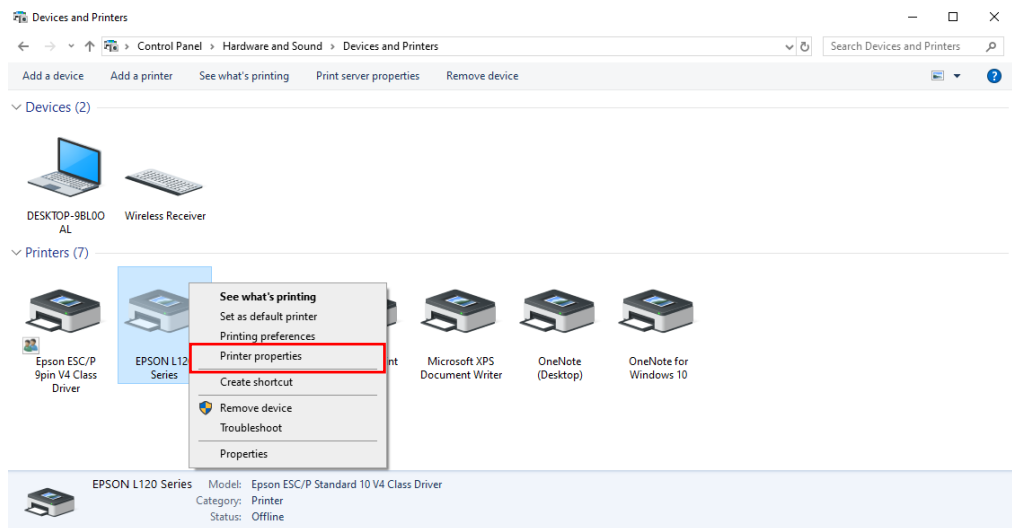 Devices and Printers
Control Panel > Hardware and Sound > Devices and Printers
Search Devices and Printers
Add a device
Add a printer
See what's printing
Print server properties
Remove device
?
Devices (2)
DESKTOP-9BL0O
AL
Wireless Receiver
Printers (7)
Epson ESC/P
9pin V4 Class
Driver
EPSON L12
Series
nt
Microsoft XPS
Document Writer
OneNote
(Desktop)
OneNote for
Windows 10
See what's printing
Set as default printer
Printing preferences
Printer properties
Create shortcut
Remove device
Troubleshoot
Properties
EPSON L120 Series
Model: Epson ESC/P Standard 10 V4 Class Driver
Category: Printer
Status: Offline